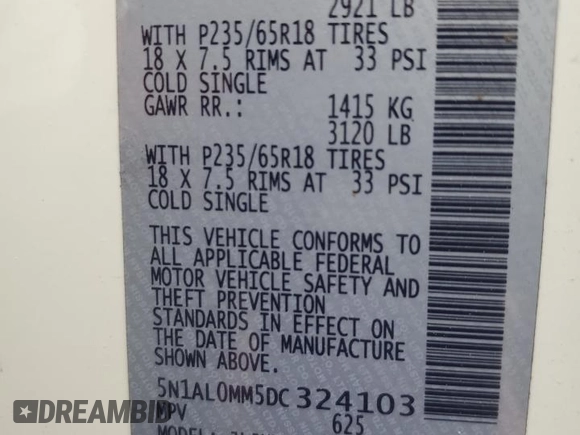 2921 LB
WITH P235/65R18 TIRES
18 X 7.5 RIMS AT 33 PSI
COLD SINGLE
GAWR RR.: 1415 KG
3120 LB
WITH P235/65R18 TIRES
18 X 7.5 RIMS AT 33 PSI
COLD SINGLE
THIS VEHICLE CONFORMS TO
ALL APPLICABLE FEDERAL
MOTOR VEHICLE SAFETY AND
THEFT PREVENTION
STANDARDS IN EFFECT ON
THE DATE OF MANUFACTURE
SHOWN ABOVE.
5N1AL0MM5DC324103
MPV 625
DREAMBIKECAR